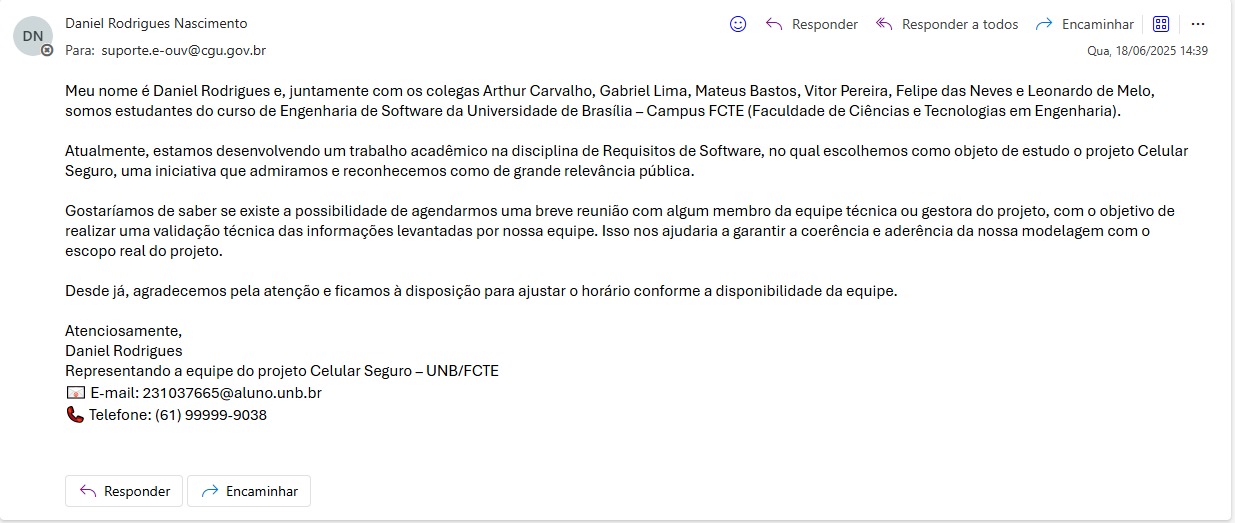 DN
Daniel Rodrigues Nascimento
Responder
Responder a todos
Encaminhar
Para: suporte.e-ouv@cgu.gov.br
Qua, 18/06/2025 14:39
Meu nome é Daniel Rodrigues e, juntamente com os colegas Arthur Carvalho, Gabriel Lima, Mateus Bastos, Vitor Pereira, Felipe das Neves e Leonardo de Melo,
somos estudantes do curso de Engenharia de Software da Universidade de Brasília – Campus FCTE (Faculdade de Ciências e Tecnologias em Engenharia).
Atualmente, estamos desenvolvendo um trabalho acadêmico na disciplina de Requisitos de Software, no qual escolhemos como objeto de estudo o projeto Celular
Seguro, uma iniciativa que admiramos e reconhecemos como de grande relevância pública.
Gostaríamos de saber se existe a possibilidade de agendarmos uma breve reunião com algum membro da equipe técnica ou gestora do projeto, com o objetivo de
realizar uma validação técnica das informações levantadas por nossa equipe. Isso nos ajudaria a garantir a coerência e aderência da nossa modelagem com o
escopo real do projeto.
Desde já, agradecemos pela atenção e ficamos à disposição para ajustar o horário conforme a disponibilidade da equipe.
Atenciosamente,
Daniel Rodrigues
Representando a equipe do projeto Celular Seguro – UNB/FCTE
E-mail: 231037665@aluno.unb.br
Telefone: (61) 99999-9038
Responder
Encaminhar